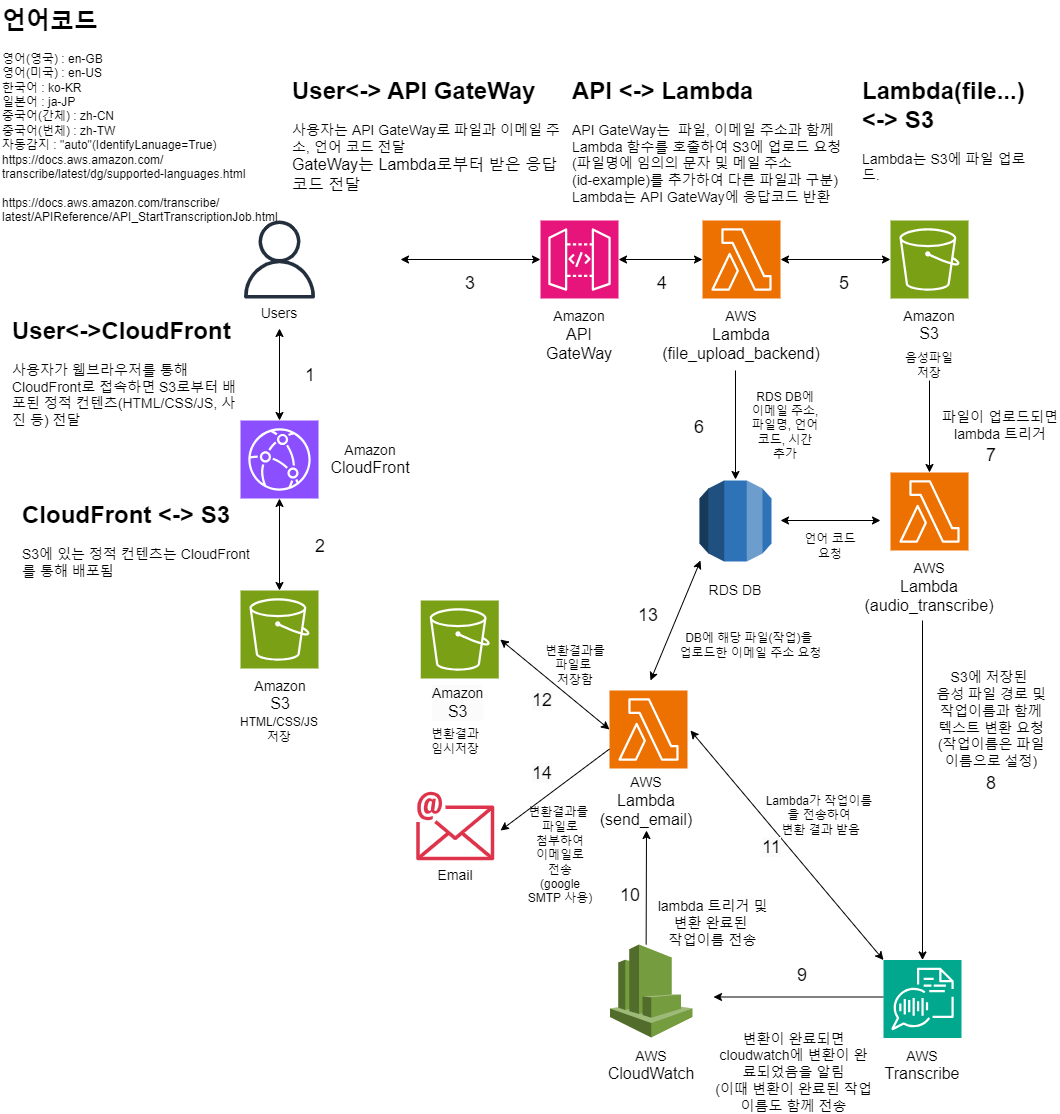 언어코드
영어(영국) : en-GB
영어(미국) : en-US
한국어 : ko-KR
일본어 : ja-JP
중국어(간체) : zh-CN
중국어(번체) : zh-TW
자동감지 : "auto"(IdentifyLanuage=True)
https://docs.aws.amazon.com/
transcribe/latest/dg/supported-languages.html
https://docs.aws.amazon.com/transcribe/
latest/APIReference/API_StartTranscriptionJob.html
User<-> API GateWay
사용자는 API GateWay로 파일과 이메일 주
소, 언어 코드 전달
GateWay는 Lambda로부터 받은 응답
코드 전달
API <-> Lambda
API GateWay는  파일, 이메일 주소와 함께
Lambda 함수를 호출하여 S3에 업로드 요청
(파일명에 임의의 문자 및 메일 주소
(id-example)를 추가하여 다른 파일과 구분)
Lambda는 API GateWay에 응답코드 반환
Lambda(file...)
<-> S3
Lambda는 S3에 파일 업로
드.
Users
3
Amazon
API
GateWay
4
AWS
Lambda
(file_upload_backend)
5
Amazon
S3
음성파일
저장
User<->CloudFront
사용자가 웹브라우저를 통해
CloudFront로 접속하면 S3로부터 배
포된 정적 컨텐츠(HTML/CSS/JS, 사
진 등) 전달
1
Amazon
CloudFront
CloudFront <-> S3
S3에 있는 정적 컨텐츠는 CloudFront
를 통해 배포됨
2
Amazon
S3
HTML/CSS/JS
저장
6
RDS DB에
이메일 주소,
파일명, 언어
코드, 시간
추가
파일이 업로드되면
lambda 트리거
7
RDS DB
언어 코드
요청
AWS
Lambda
(audio_transcribe)
13
DB에 해당 파일(작업)을
업로드한 이메일 주소 요청
Amazon
S3
변환결과
임시저장
변환결과를
파일로
저장함
12
AWS
Lambda
(send_email)
S3에 저장된
음성 파일 경로 및
작업이름과 함께
텍스트 변환 요청
(작업이름은 파일
이름으로 설정)
8
14
변환결과를
파일로
첨부하여
이메일로
전송
(google
SMTP 사용)
Email
Lambda가 작업이름
을 전송하여
변환 결과 받음
11
10
lambda 트리거 및
변환 완료된
작업이름 전송
9
AWS
CloudWatch
변환이 완료되면
cloudwatch에 변환이 완
료되었음을 알림
(이때 변환이 완료된 작업
이름도 함께 전송
AWS
Transcribe